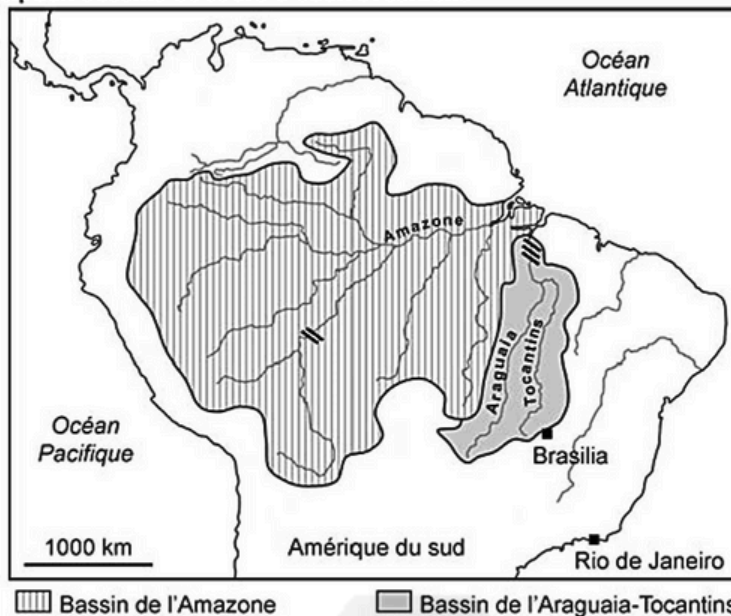 Océan
Atlantique
Amazone
Araguaia
Tocantins
Océan
Pacifique
Brasilia
1000 km
Amérique du sud
Rio de Janeiro
Bassin de l'Amazone
Bassin de l'Araguaia-Tocantins